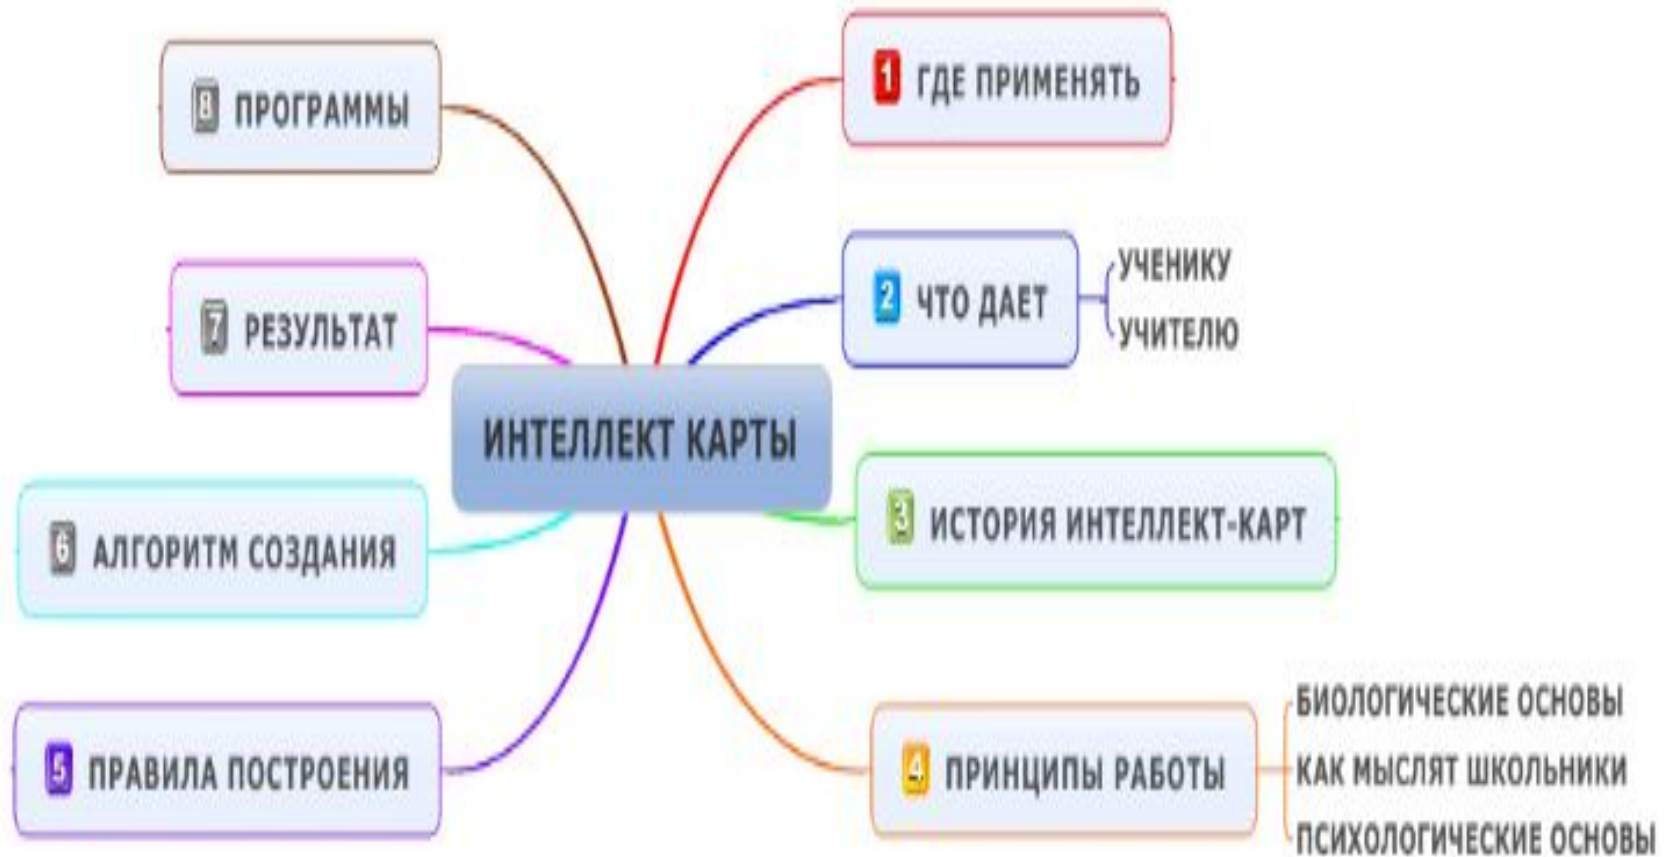 ИНТЕЛЛЕКТ КАРТЫ
1 ГДЕ ПРИМЕНЯТЬ
2 ЧТО ДАЕТ
УЧЕНИКУ
УЧИТЕЛЮ
3 ИСТОРИЯ ИНТЕЛЛЕКТ-КАРТ
4 ПРИНЦИПЫ РАБОТЫ
БИОЛОГИЧЕСКИЕ ОСНОВЫ
КАК МЫСЛЯТ ШКОЛЬНИКИ
ПСИХОЛОГИЧЕСКИЕ ОСНОВЫ
5 ПРАВИЛА ПОСТРОЕНИЯ
6 АЛГОРИТМ СОЗДАНИЯ
7 РЕЗУЛЬТАТ
8 ПРОГРАММЫ